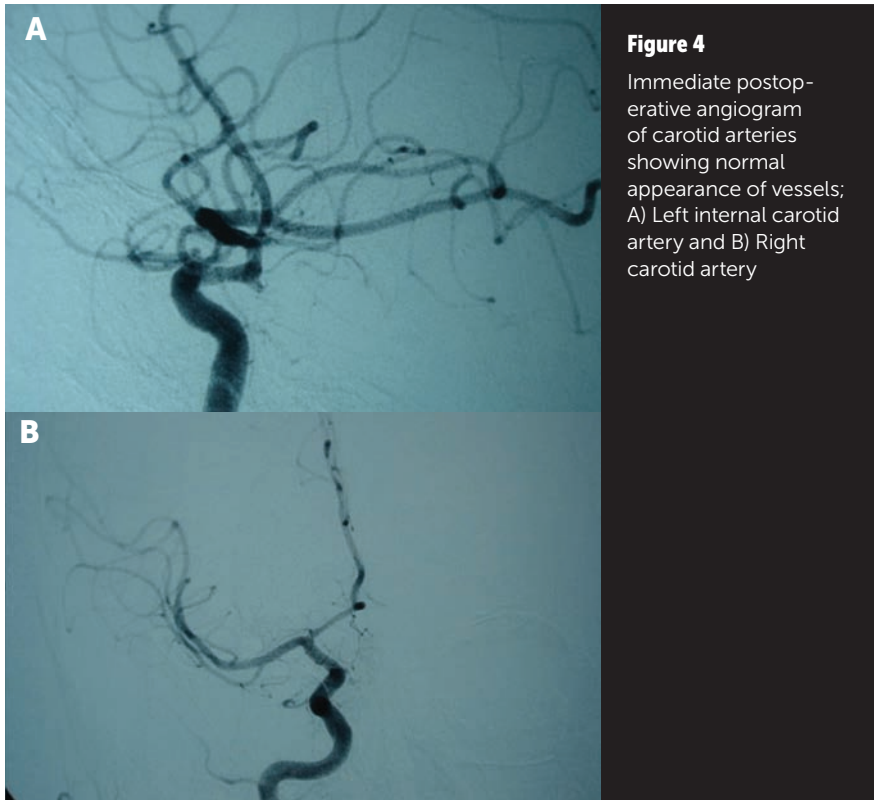 A
B
Figure 4
Immediate postop-
erative angiogram
of carotid arteries
showing normal
appearance of vessels;
A) Left internal carotid
artery and B) Right
carotid artery